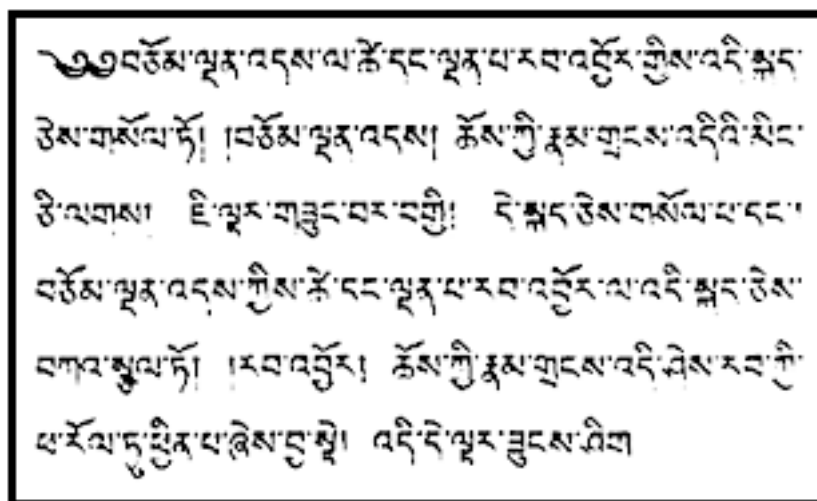 ༄༅༅བཅོམ་ལྡན་འདས་ལ་ཚེ་དང་ལྡན་པ་རབ་འབྱོར་གྱིས་འདི་སྐད་
ཅེས་གསོལ་ཏོ། །བཅོམ་ལྡན་འདས། ཆོས་ཀྱི་རྣམ་གྲངས་འདིའི་མིང་
ཅི་ལགས། ཇི་ལྟར་གཟུང་བར་བགྱི། དེ་སྐད་ཅེས་གསོལ་པ་དང་།
བཅོམ་ལྡན་འདས་ཀྱིས་ཚེ་དང་ལྡན་པ་རབ་འབྱོར་ལ་འདི་སྐད་ཅེས་
བཀའ་སྩལ་ཏོ། །རབ་འབྱོར། ཆོས་ཀྱི་རྣམ་གྲངས་འདི་ཤེས་རབ་ཀྱི་
ཕ་རོལ་ཏུ་ཕྱིན་པ་ཞེས་བྱ་སྟེ། འདི་དེ་ལྟར་ཟུངས་ཤིག